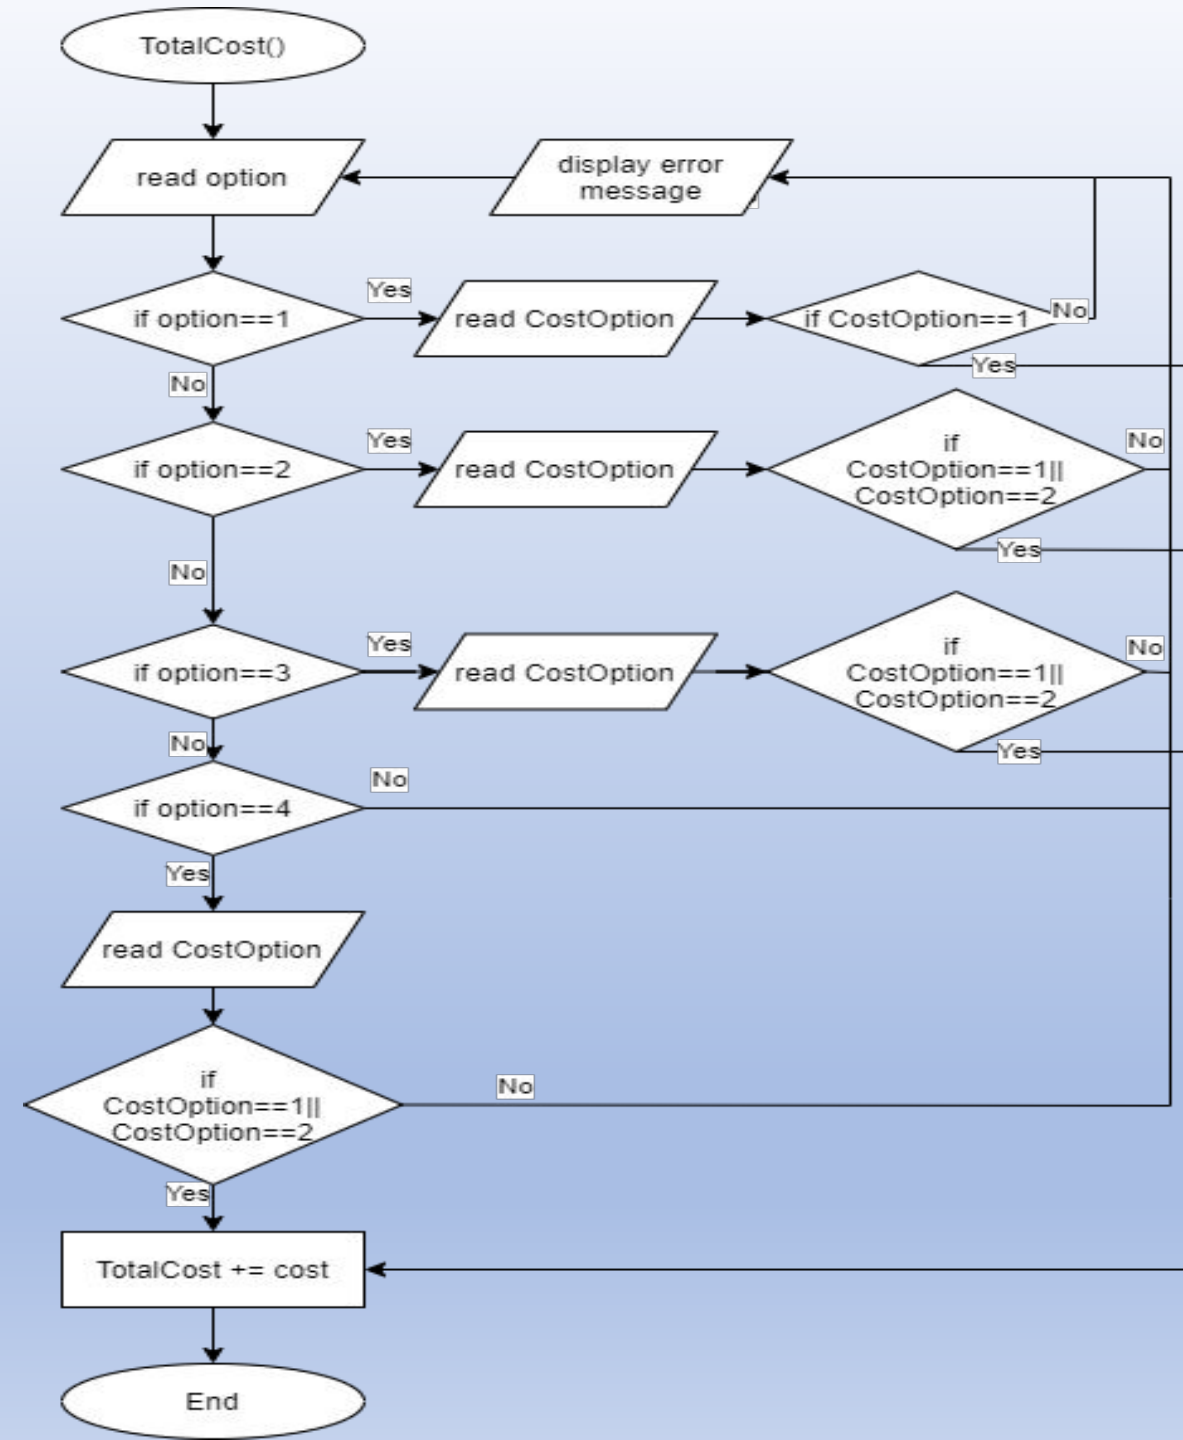 TotalCost()
read option
display error
message
if option==1
Yes
read CostOption
if CostOption==1
No
Yes
No
if option==2
Yes
read CostOption
if
CostOption==1||
CostOption==2
No
Yes
No
if option==3
Yes
read CostOption
if
CostOption==1||
CostOption==2
No
Yes
No
if option==4
No
Yes
read CostOption
if
CostOption==1||
CostOption==2
No
Yes
TotalCost += cost
End